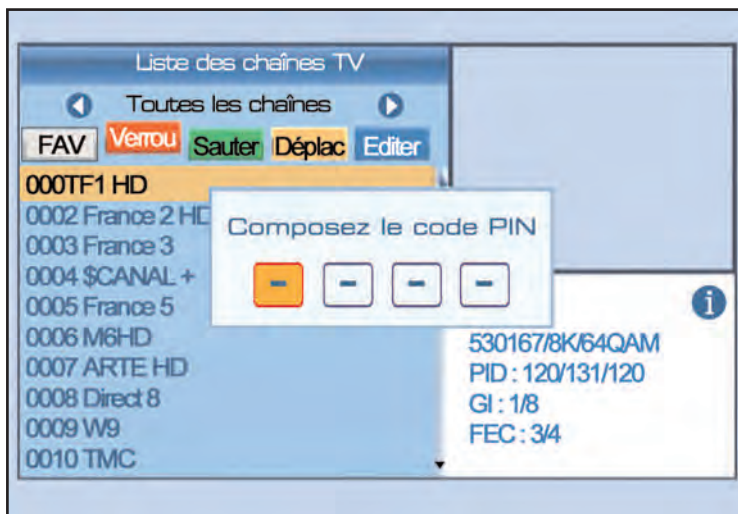 Liste des chaînes TV
Toutes les chaînes
FAV Verrou Sauter Déplac Editer
000TF1 HD
0002 France 2 HD
0003 France 3
0004 $CANAL +
0005 France 5
0006 M6HD
0007 ARTE HD
0008 Direct 8
0009 W9
0010 TMC
Composez le code PIN
- - - -
i
530167/8K/64QAM
PID : 120/131/120
GI : 1/8
FEC : 3/4